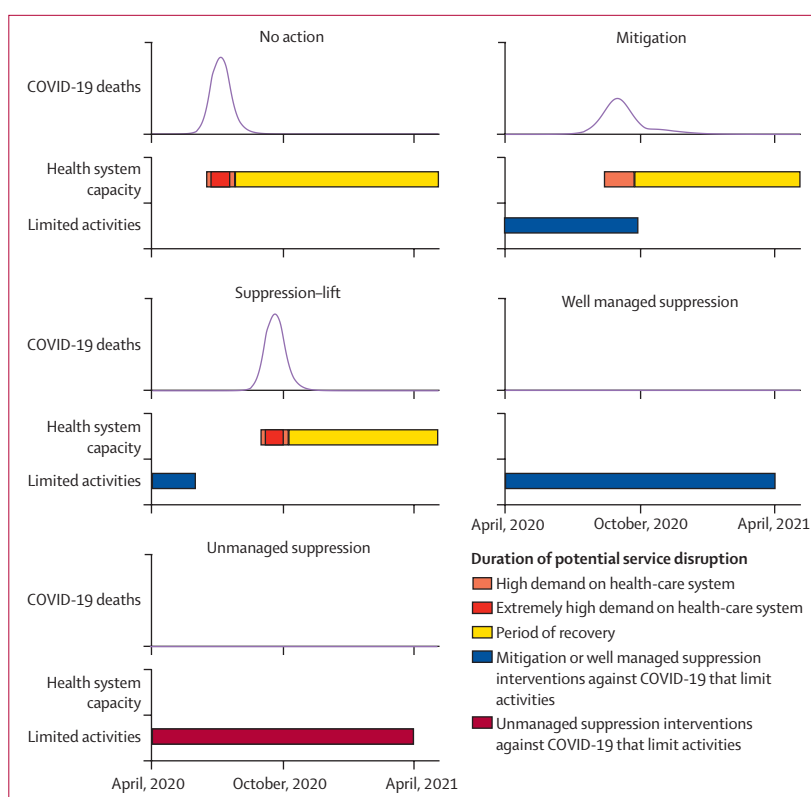 No action
COVID-19 deaths
Health system
capacity
Limited activities
Mitigation
Suppression–lift
COVID-19 deaths
Health system
capacity
Limited activities
Well managed suppression
April, 2020
October, 2020
April, 2021
Unmanaged suppression
COVID-19 deaths
Health system
capacity
Limited activities
April, 2020
October, 2020
April, 2021
Duration of potential service disruption
High demand on health-care system
Extremely high demand on health-care system
Period of recovery
Mitigation or well managed suppression
interventions against COVID-19 that limit
activities
Unmanaged suppression interventions
against COVID-19 that limit activities